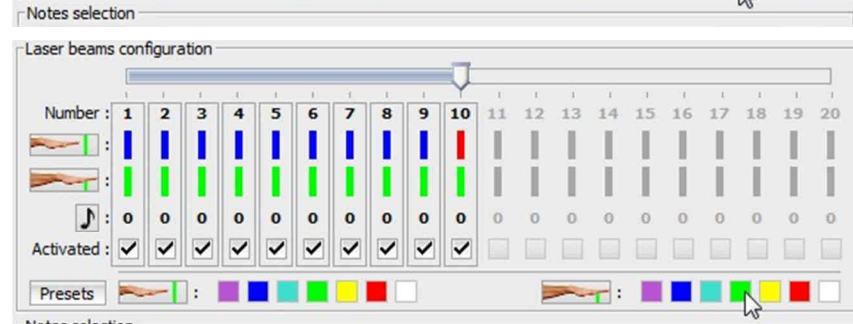 Notes selection
Laser beams configuration
Number : 1 2 3 4 5 6 7 8 9 10 11 12 13 14 15 16 17 18 19 20
:
:
♪ : 0 0 0 0 0 0 0 0 0 0 0 0 0 0 0 0 0 0 0 0
Activated :
Presets : :
Notes selection